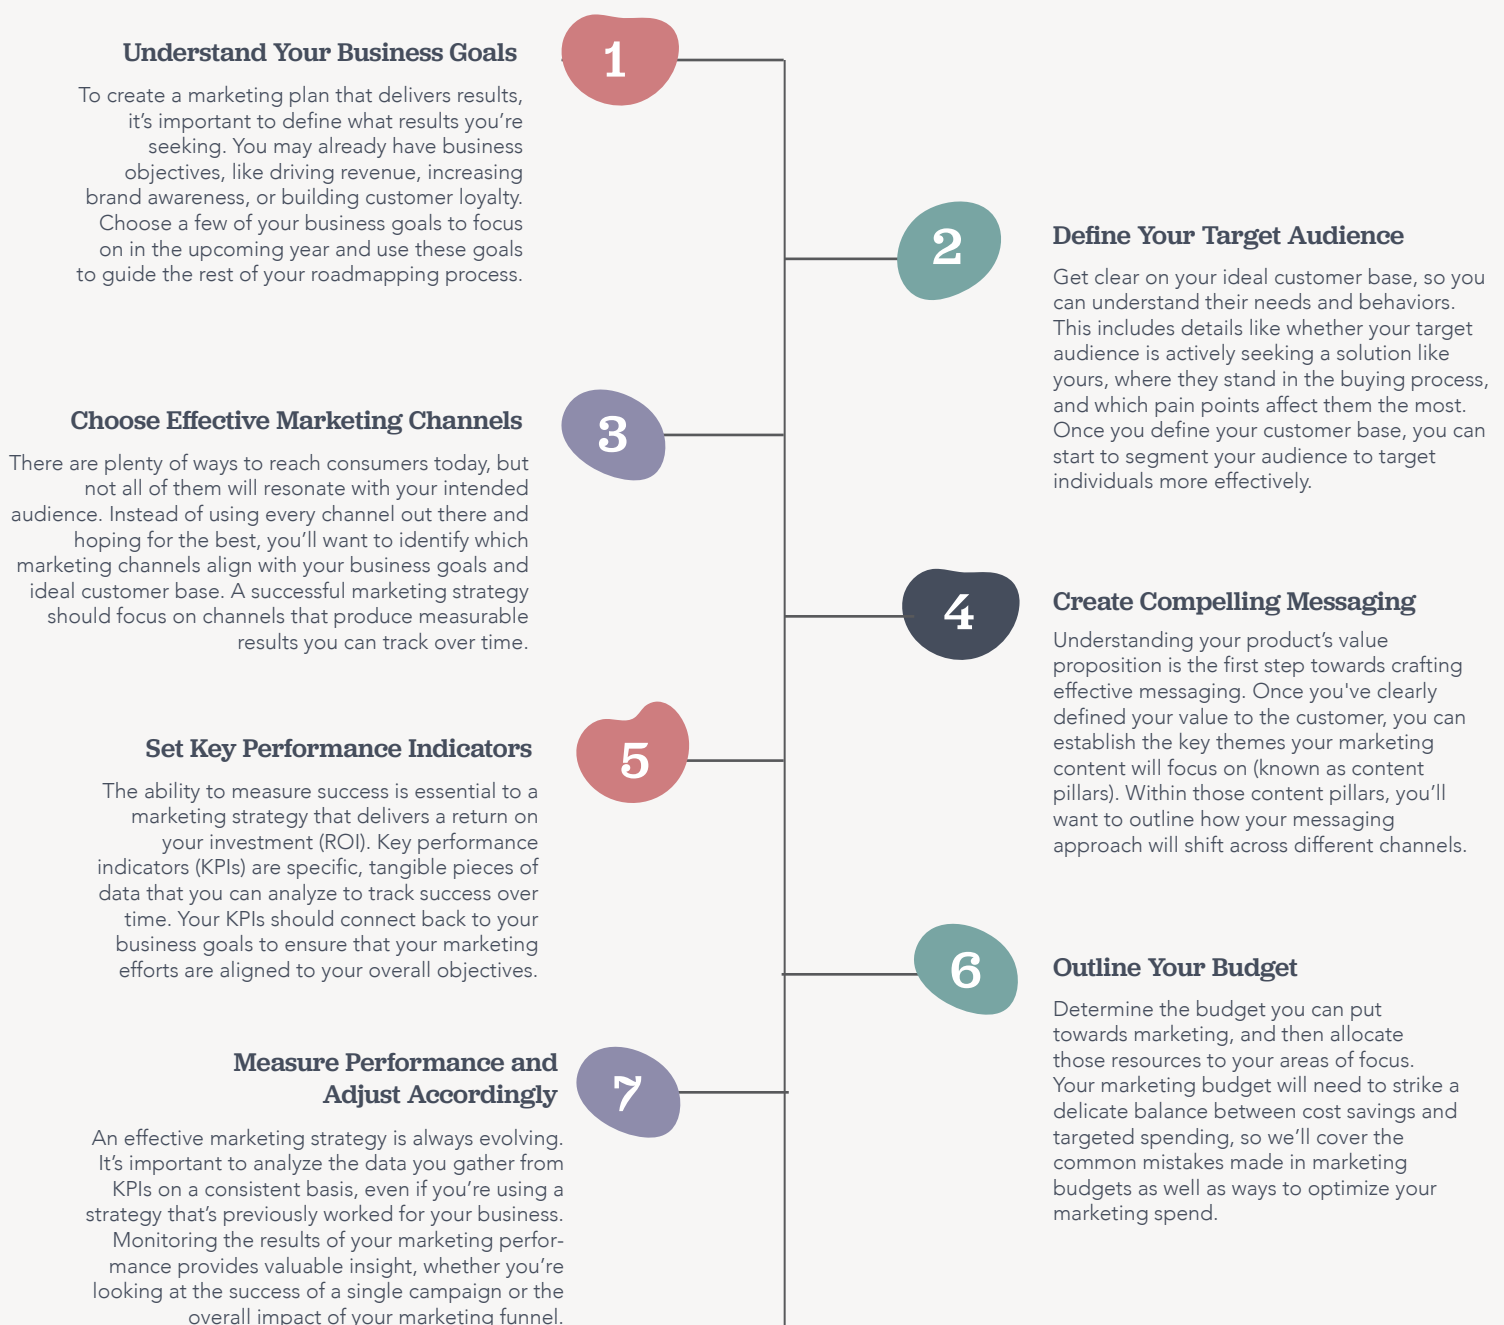 1
Understand Your Business Goals
To create a marketing plan that delivers results,
it’s important to define what results you’re
seeking. You may already have business
objectives, like driving revenue, increasing
brand awareness, or building customer loyalty.
Choose a few of your business goals to focus
on in the upcoming year and use these goals
to guide the rest of your roadmapping process.
2
Define Your Target Audience
Get clear on your ideal customer base, so you
can understand their needs and behaviors.
This includes details like whether your target
audience is actively seeking a solution like
yours, where they stand in the buying process,
and which pain points affect them the most.
Once you define your customer base, you can
start to segment your audience to target
individuals more effectively.
3
Choose Effective Marketing Channels
There are plenty of ways to reach consumers today, but
not all of them will resonate with your intended
audience. Instead of using every channel out there and
hoping for the best, you’ll want to identify which
marketing channels align with your business goals and
ideal customer base. A successful marketing strategy
should focus on channels that produce measurable
results you can track over time.
4
Create Compelling Messaging
Understanding your product’s value
proposition is the first step towards crafting
effective messaging. Once you've clearly
defined your value to the customer, you can
establish the key themes your marketing
content will focus on (known as content
pillars). Within those content pillars, you’ll
want to outline how your messaging
approach will shift across different channels.
5
Set Key Performance Indicators
The ability to measure success is essential to a
marketing strategy that delivers a return on
your investment (ROI). Key performance
indicators (KPIs) are specific, tangible pieces of
data that you can analyze to track success over
time. Your KPIs should connect back to your
business goals to ensure that your marketing
efforts are aligned to your overall objectives.
6
Outline Your Budget
Determine the budget you can put
towards marketing, and then allocate
those resources to your areas of focus.
Your marketing budget will need to strike a
delicate balance between cost savings and
targeted spending, so we’ll cover the
common mistakes made in marketing
budgets as well as ways to optimize your
marketing spend.
7
Measure Performance and
Adjust Accordingly
An effective marketing strategy is always evolving.
It’s important to analyze the data you gather from
KPIs on a consistent basis, even if you’re using a
strategy that’s previously worked for your business.
Monitoring the results of your marketing perfor-
mance provides valuable insight, whether you’re
looking at the success of a single campaign or the
overall impact of your marketing funnel.